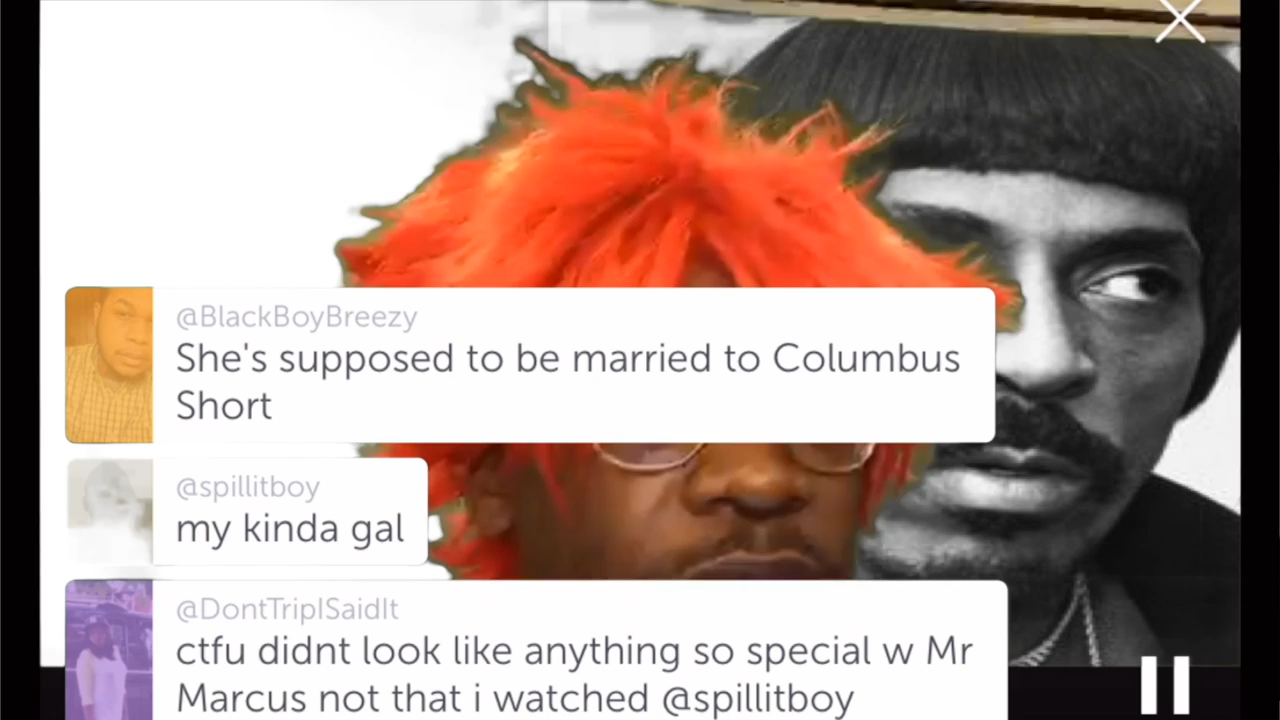 @BlackBoyBreezy
She's supposed to be married to Columbus
Short
@spillitboy
my kinda gal
@DontTripISaidIt
ctfu didnt look like anything so special w Mr
Marcus not that i watched @spillitboy